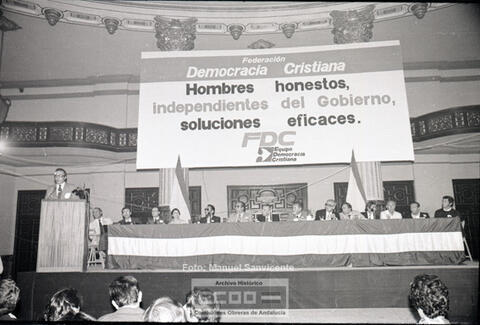 Federación
Democracia Cristiana
Hombres honestos,
independientes del Gobierno,
soluciones eficaces.
FDC
Equipo
Democracia Cristiana
Foto: Manuel Sanvicente
Archivo Histórico
CCOO
Comisiones Obreras de Andalucía